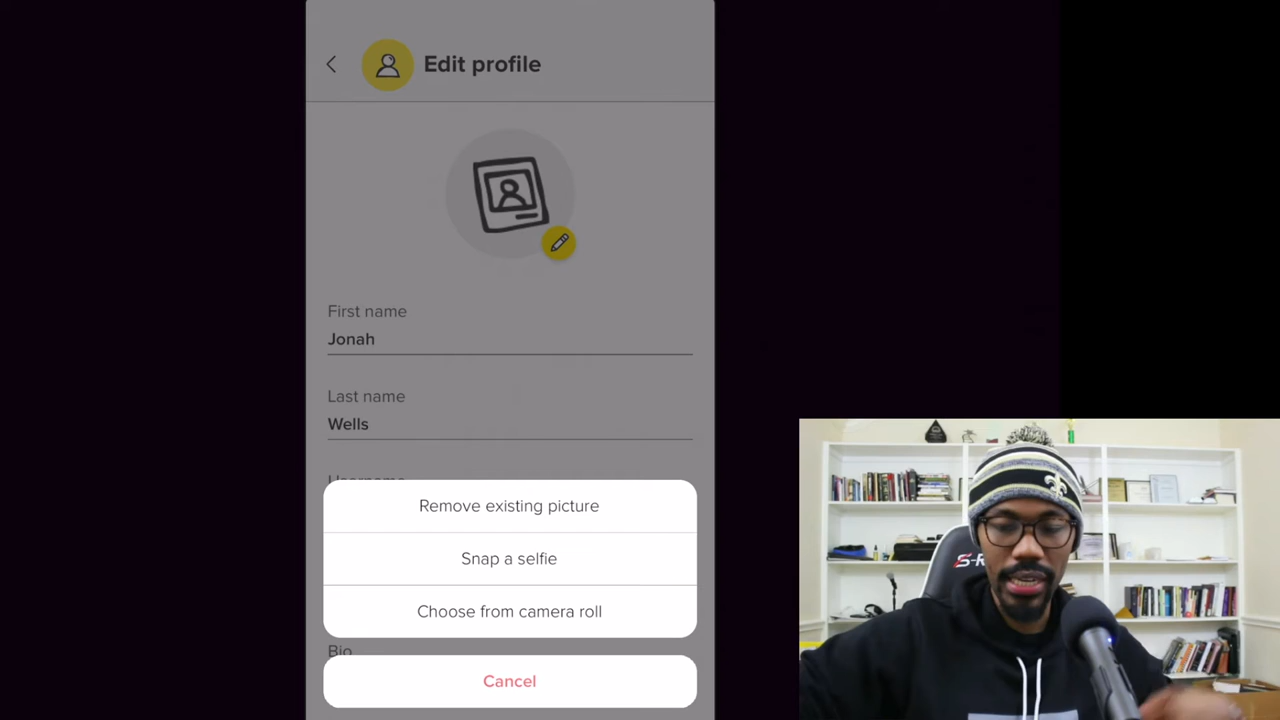 Edit profile
First name
Jonah
Last name
Wells
Username
Remove existing picture
Snap a selfie
Choose from camera roll
Bio
Cancel